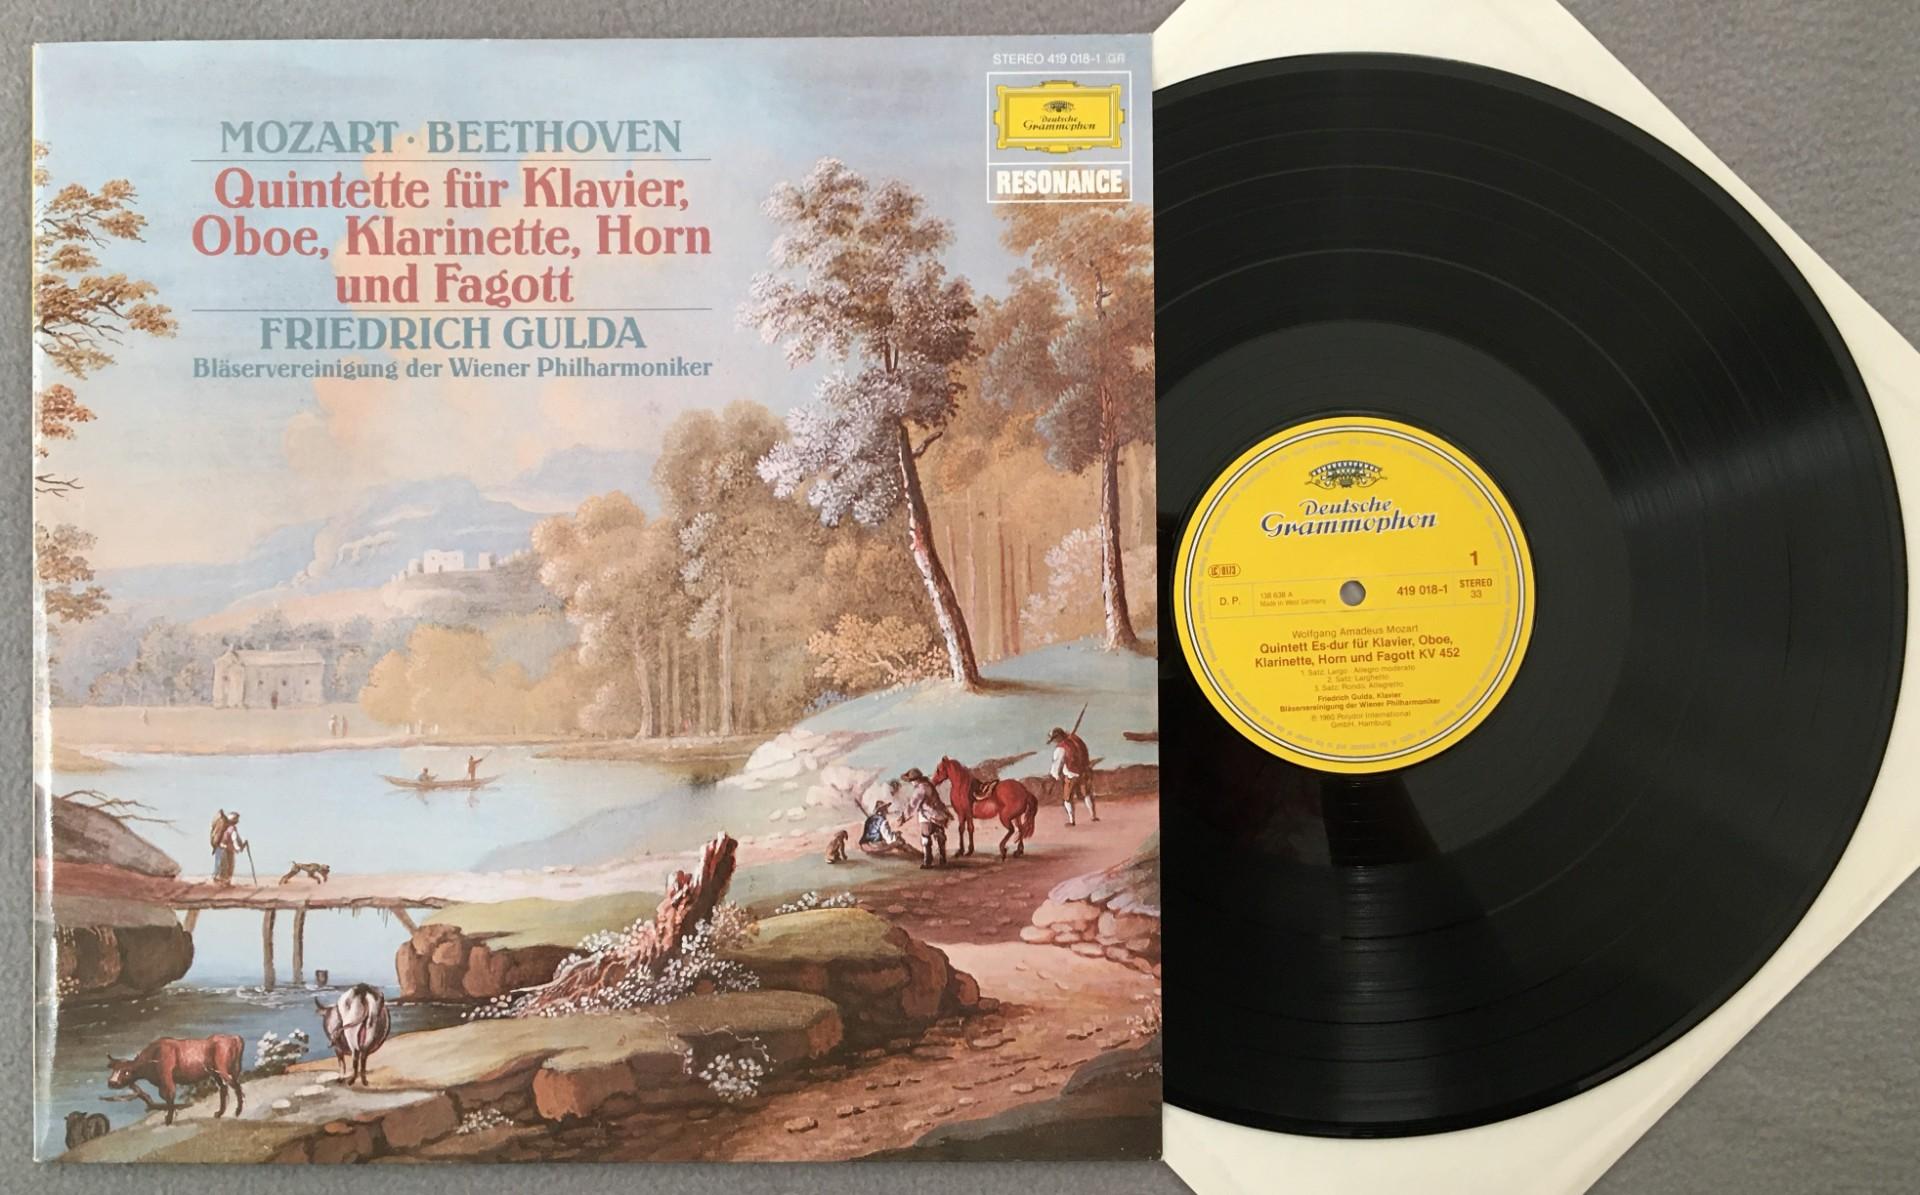 STEREO 419 018-1 GR
Deutsche
Grammophon
RESONANCE
MOZART · BEETHOVEN
Quintette für Klavier,
Oboe, Klarinette, Horn
und Fagott
FRIEDRICH GULDA
Bläservereinigung der Wiener Philharmoniker
Deutsche
Grammophon
LC 0173
1
D. P.
138 638 A
Made in West Germany
419 018-1
STEREO
33
Wolfgang Amadeus Mozart
Quintett Es-dur für Klavier, Oboe,
Klarinette, Horn und Fagott KV 452
1. Satz: Largo · Allegro moderato
2. Satz: Larghetto
3. Satz: Rondo. Allegretto
Friedrich Gulda, Klavier
Bläservereinigung der Wiener Philharmoniker
℗ 1960 Polydor International
GmbH, Hamburg